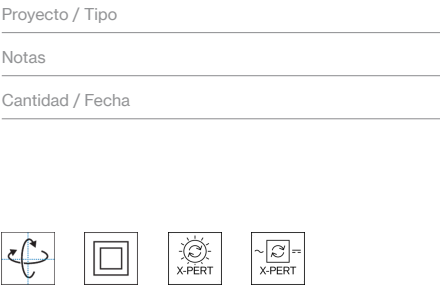 Proyecto / Tipo
Notas
Cantidad / Fecha
X-PERT
X-PERT